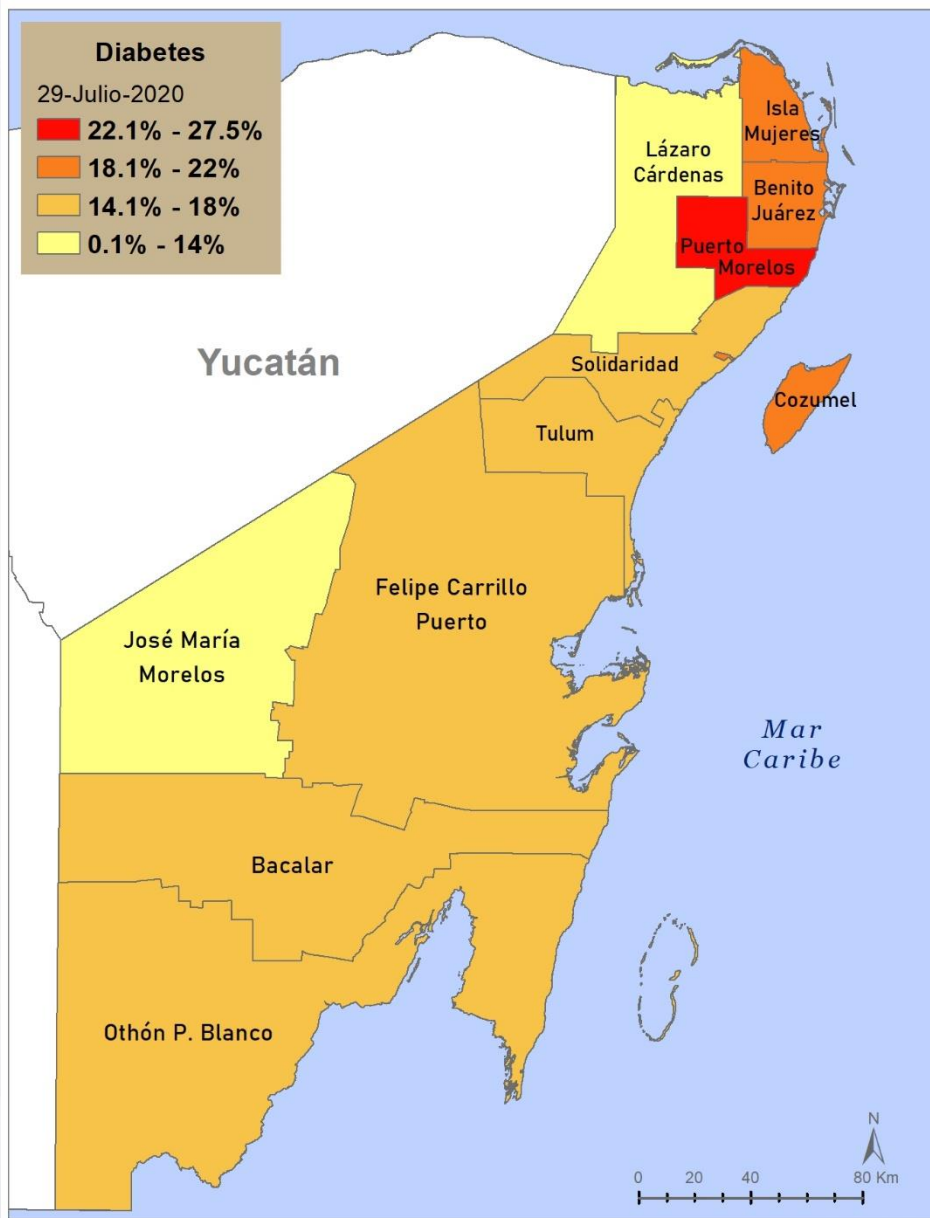 Diabetes
29-Julio-2020
22.1% - 27.5%
18.1% - 22%
14.1% - 18%
0.1% - 14%
Isla
Mujeres
Lázaro
Cárdenas
Benito
Juárez
Puerto
Morelos
Yucatán
Solidaridad
Cozumel
Tulum
Felipe Carrillo
Puerto
José María
Morelos
Mar
Caribe
Bacalar
Othón P. Blanco
N
0 20 40 80 Km